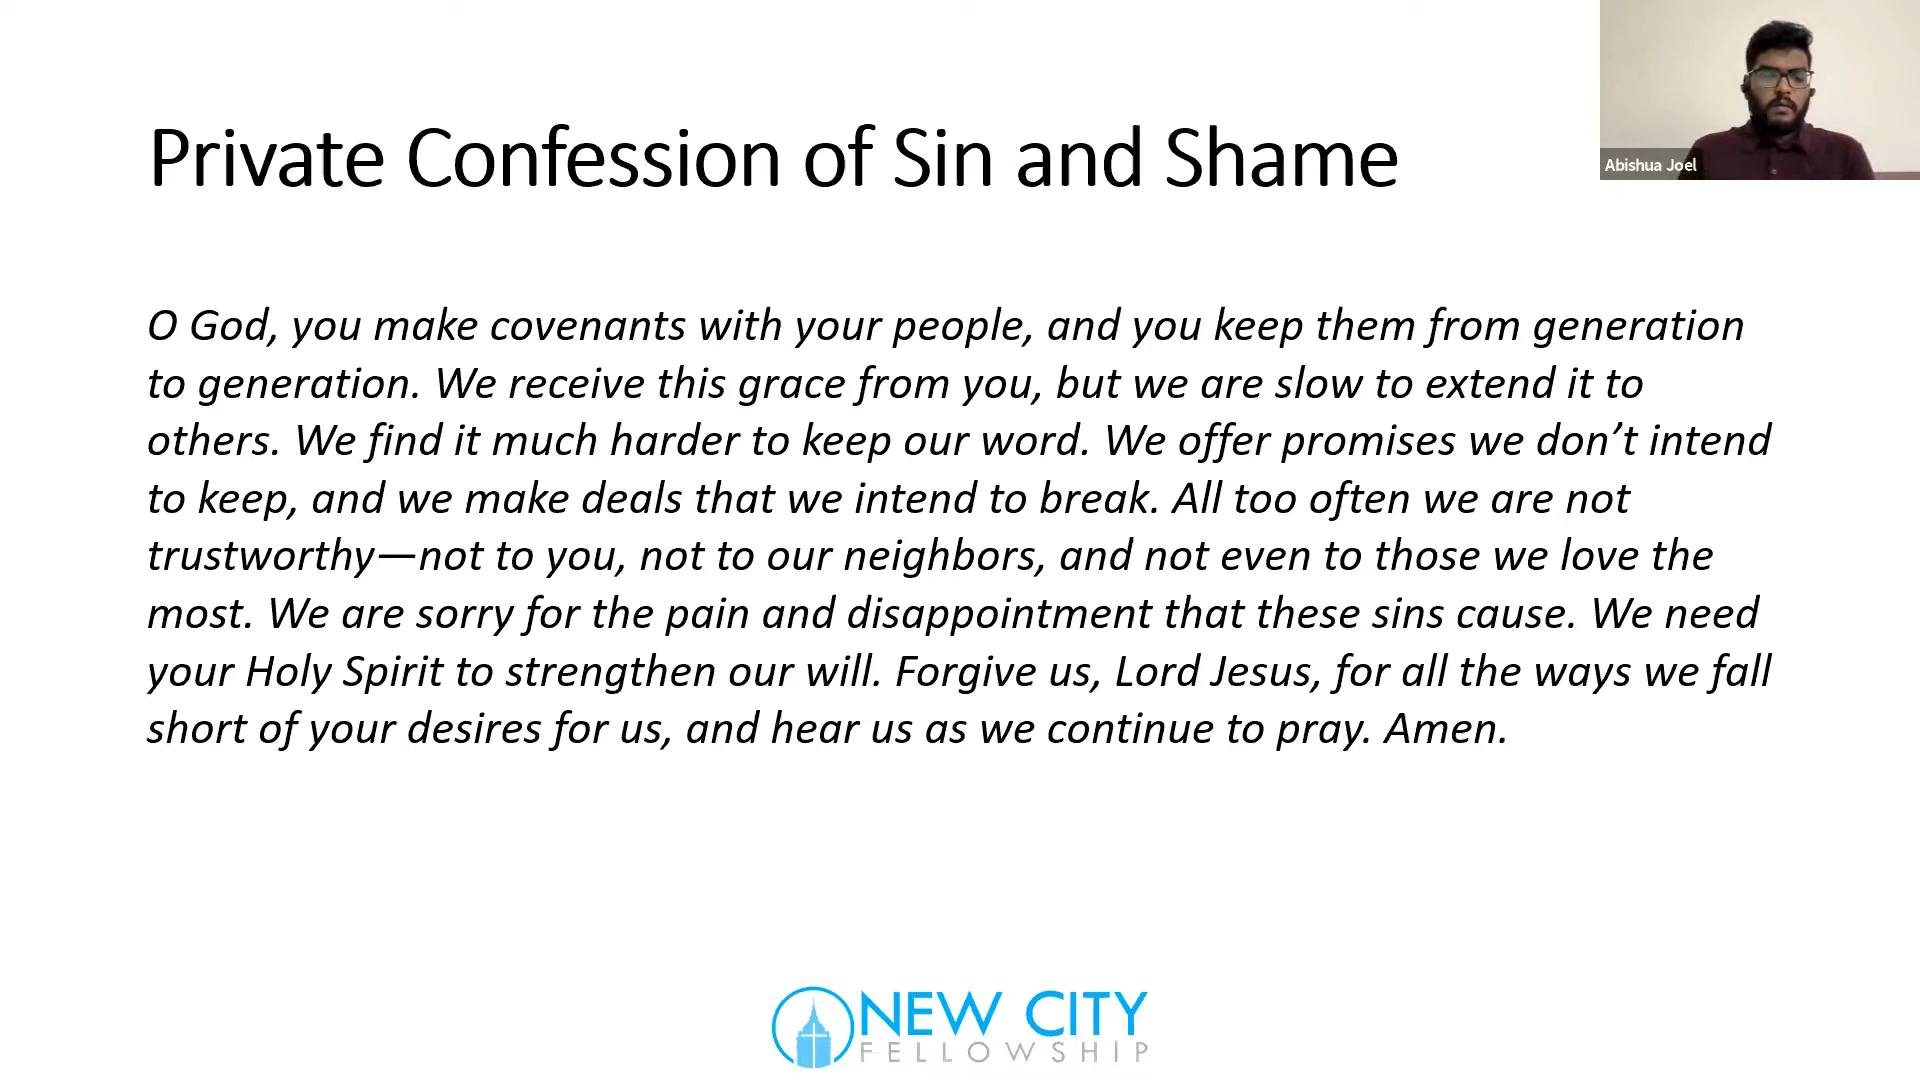 Private Confession of Sin and Shame
Abishua Joel
O God, you make covenants with your people, and you keep them from generation
to generation. We receive this grace from you, but we are slow to extend it to
others. We find it much harder to keep our word. We offer promises we don’t intend
to keep, and we make deals that we intend to break. All too often we are not
trustworthy—not to you, not to our neighbors, and not even to those we love the
most. We are sorry for the pain and disappointment that these sins cause. We need
your Holy Spirit to strengthen our will. Forgive us, Lord Jesus, for all the ways we fall
short of your desires for us, and hear us as we continue to pray. Amen.
NEW CITY
FELLOWSHIP